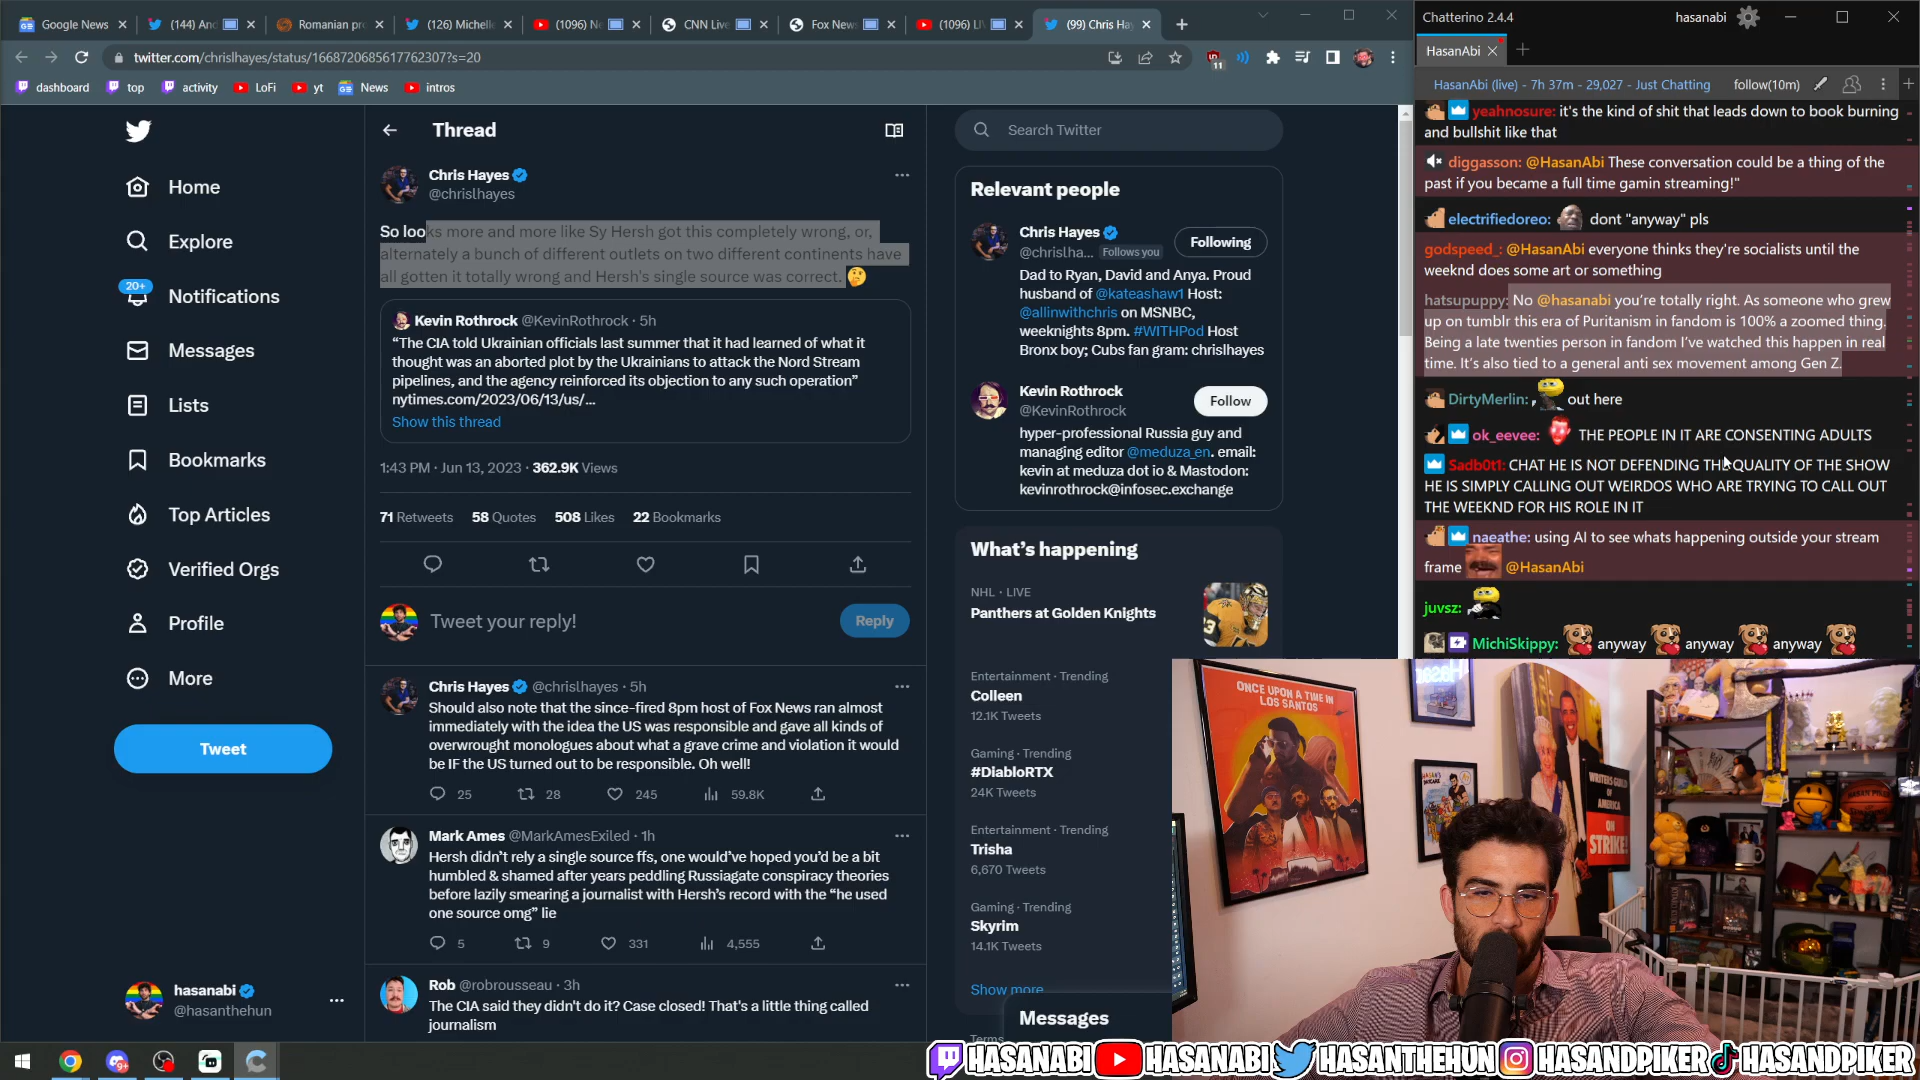 Google News
(144) An
Romanian pr
(126) Michelle
(1096) N
CNN Live
Fox News
(1096) LI
(99) Chris Ha
twitter.com/chrislhayes/status/1668720685617762307?s=20
11
dashboard
top
activity
LoFi
yt
News
intros
Home
Explore
20+
Notifications
Messages
Lists
Bookmarks
Top Articles
Verified Orgs
Profile
More
Tweet
hasanabi
@hasanthehun
Thread
Chris Hayes
@chrislhayes
So looks more and more like Sy Hersh got this completely wrong, or,
alternately a bunch of different outlets on two different continents have
all gotten it totally wrong and Hersh's single source was correct. 🤔
Kevin Rothrock @KevinRothrock · 5h
“The CIA told Ukrainian officials last summer that it had learned of what it
thought was an aborted plot by the Ukrainians to attack the Nord Stream
pipelines, and the agency reinforced its objection to any such operation”
nytimes.com/2023/06/13/us/...
Show this thread
1:43 PM · Jun 13, 2023 · 362.9K Views
71 Retweets 58 Quotes 508 Likes 22 Bookmarks
Tweet your reply!
Reply
Chris Hayes @chrislhayes · 5h
Should also note that the since-fired 8pm host of Fox News ran almost
immediately with the idea the US was responsible and gave all kinds of
overwrought monologues about what a grave crime and violation it would
be IF the US turned out to be responsible. Oh well!
25 28 245 59.8K
Mark Ames @MarkAmesExiled · 1h
Hersh didn’t rely a single source ffs, one would’ve hoped you’d be a bit
humbled & shamed after years peddling Russiagate conspiracy theories
before lazily smearing a journalist with Hersh’s record with the “he used
one source omg” lie
5 9 331 4,555
Rob @robrousseau · 3h
The CIA said they didn't do it? Case closed! That's a little thing called
journalism
Search Twitter
Relevant people
Chris Hayes
@chrislha... Follows you
Following
Dad to Ryan, David and Anya. Proud
husband of @kateashaw1 Host:
@allinwithchris on MSNBC,
weeknights 8pm. #WITHPod Host
Bronx boy; Cubs fan gram: chrislhayes
Kevin Rothrock
@KevinRothrock
Follow
hyper-professional Russia guy and
managing editor @meduza_en. email:
kevin at meduza dot io & Mastodon:
kevinrothrock@infosec.exchange
What’s happening
NHL · LIVE
Panthers at Golden Knights
Entertainment · Trending
Colleen
12.1K Tweets
Gaming · Trending
#DiabloRTX
24K Tweets
Entertainment · Trending
Trisha
6,670 Tweets
Gaming · Trending
Skyrim
14.1K Tweets
Show more
Terms
Messages
Chatterino 2.4.4
hasanabi
HasanAbi
HasanAbi (live) - 7h 37m - 29,027 - Just Chatting
follow(10m)
yeahnosure: it's the kind of shit that leads down to book burning
and bullshit like that
diggasson: @HasanAbi These conversation could be a thing of the
past if you became a full time gamin streaming!"
electrifiedoreo: dont "anyway" pls
godspeed_: @HasanAbi everyone thinks they're socialists until the
weeknd does some art or something
hatsupuppy: No @hasanabi you’re totally right. As someone who grew
up on tumblr this era of Puritanism in fandom is 100% a zoomed thing.
Being a late twenties person in fandom I’ve watched this happen in real
time. It’s also tied to a general anti sex movement among Gen Z.
DirtyMerlin: out here
ok_eevee: THE PEOPLE IN IT ARE CONSENTING ADULTS
Sadb0t1: CHAT HE IS NOT DEFENDING THE QUALITY OF THE SHOW
HE IS SIMPLY CALLING OUT WEIRDOS WHO ARE TRYING TO CALL OUT
THE WEEKND FOR HIS ROLE IN IT
naeathe: using AI to see whats happening outside your stream
frame @HasanAbi
juvsz:
MichiSkippy: anyway anyway anyway
ONCE UPON A TIME IN
LOS SANTOS
WRITERS GUILD
OF
AMERICA
ON
STRIKE!
HASANABI HASANABI HASANTHEHUN HASANDPIKER HASANDPIKER